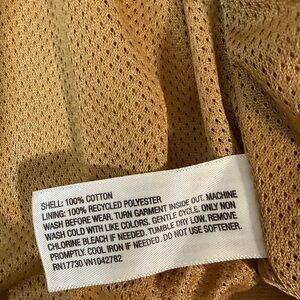 SHELL: 100% COTTON
LINING: 100% RECYCLED POLYESTER
WASH BEFORE WEAR. TURN GARMENT INSIDE OUT. MACHINE
WASH COLD WITH LIKE COLORS. GENTLE CYCLE. ONLY NON
CHLORINE BLEACH IF NEEDED. TUMBLE DRY LOW. REMOVE
PROMPTLY. COOL IRON IF NEEDED. DO NOT USE SOFTENER.
RN17730 VN1042782